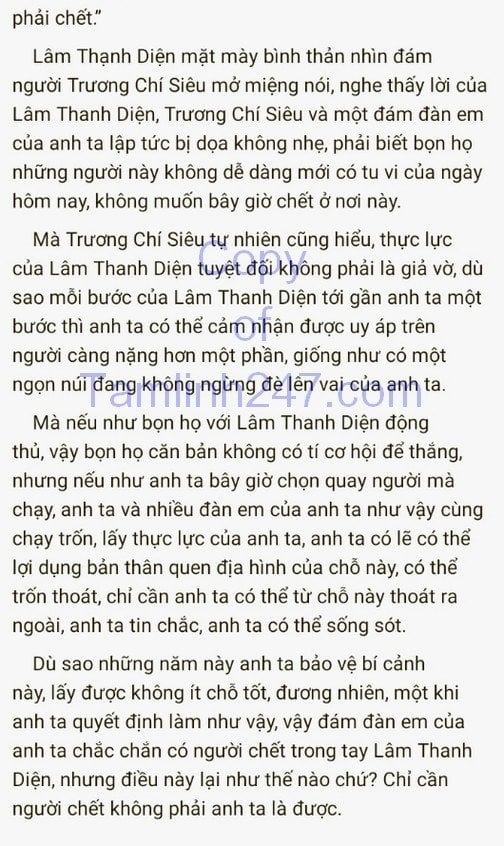 phải chết.”
Lâm Thạnh Diện mặt mày bình thản nhìn đám
người Trương Chí Siêu mở miệng nói, nghe thấy lời của
Lâm Thanh Diện, Trương Chí Siêu và một đám đàn em
của anh ta lập tức bị dọa không nhẹ, phải biết bọn họ
những người này không dễ dàng mới có tu vi của ngày
hôm nay, không muốn bây giờ chết ở nơi này.
Mà Trương Chí Siêu tự nhiên cũng hiểu, thực lực
của Lâm Thanh Diện tuyệt đối không phải là giả vờ, dù
sao mỗi bước của Lâm Thanh Diện tới gần anh ta một
bước thì anh ta có thể cảm nhận được uy áp trên
người càng nặng hơn một phần, giống như có một
ngọn núi đang không ngừng đè lên vai của anh ta.
Mà nếu như bọn họ với Lâm Thanh Diện động
thủ, vậy bọn họ căn bản không có tí cơ hội để thắng,
nhưng nếu như anh ta bây giờ chọn quay người mà
chạy, anh ta và nhiều đàn em của anh ta như vậy cùng
chạy trốn, lấy thực lực của anh ta, anh ta có lẽ có thể
lợi dụng bản thân quen địa hình của chỗ này, có thể
trốn thoát, chỉ cần anh ta có thể từ chỗ này thoát ra
ngoài, anh ta tin chắc, anh ta có thể sống sót.
Dù sao những năm này anh ta bảo vệ bí cảnh
này, lấy được không ít chỗ tốt, đương nhiên, một khi
anh ta quyết định làm như vậy, vậy đám đàn em của
anh ta chắc chắn có người chết trong tay Lâm Thanh
Diện, nhưng điều này lại như thế nào chứ? Chỉ cần
người chết không phải anh ta là được.
Copy
of
Tamlinh247.com